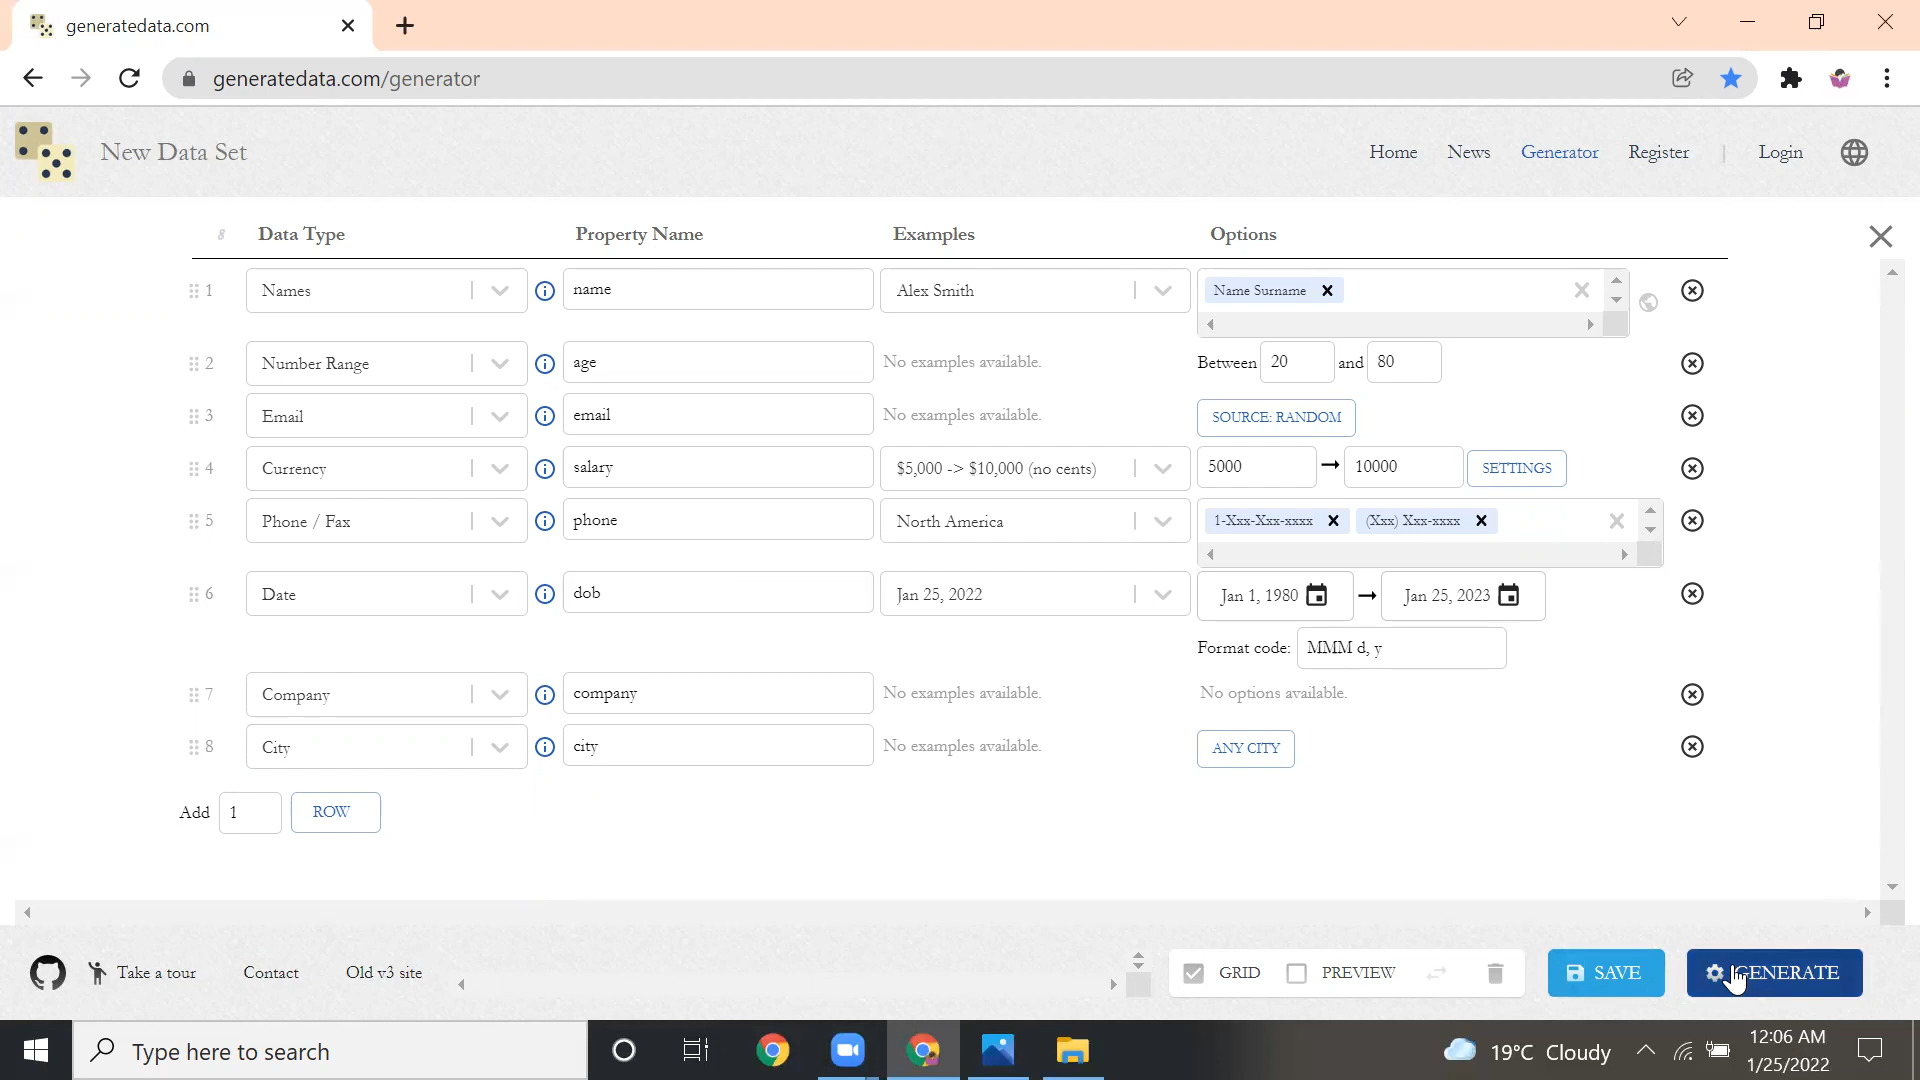 generatedata.com
generatedata.com/generator
New Data Set
Home News Generator Register | Login
8 Data Type Property Name Examples Options
1 Names name Alex Smith Name Surname
2 Number Range age No examples available. Between 20 and 80
3 Email email No examples available. SOURCE: RANDOM
4 Currency salary $5,000 -> $10,000 (no cents) 5000 10000 SETTINGS
5 Phone / Fax phone North America 1-Xxx-Xxx-xxxx (Xxx) Xxx-xxxx
6 Date dob Jan 25, 2022 Jan 1, 1980 Jan 25, 2023
Format code: MMM d, y
7 Company company No examples available. No options available.
8 City city No examples available. ANY CITY
Add 1 ROW
Take a tour Contact Old v3 site GRID PREVIEW SAVE GENERATE
Type here to search 19°C Cloudy 12:06 AM
1/25/2022